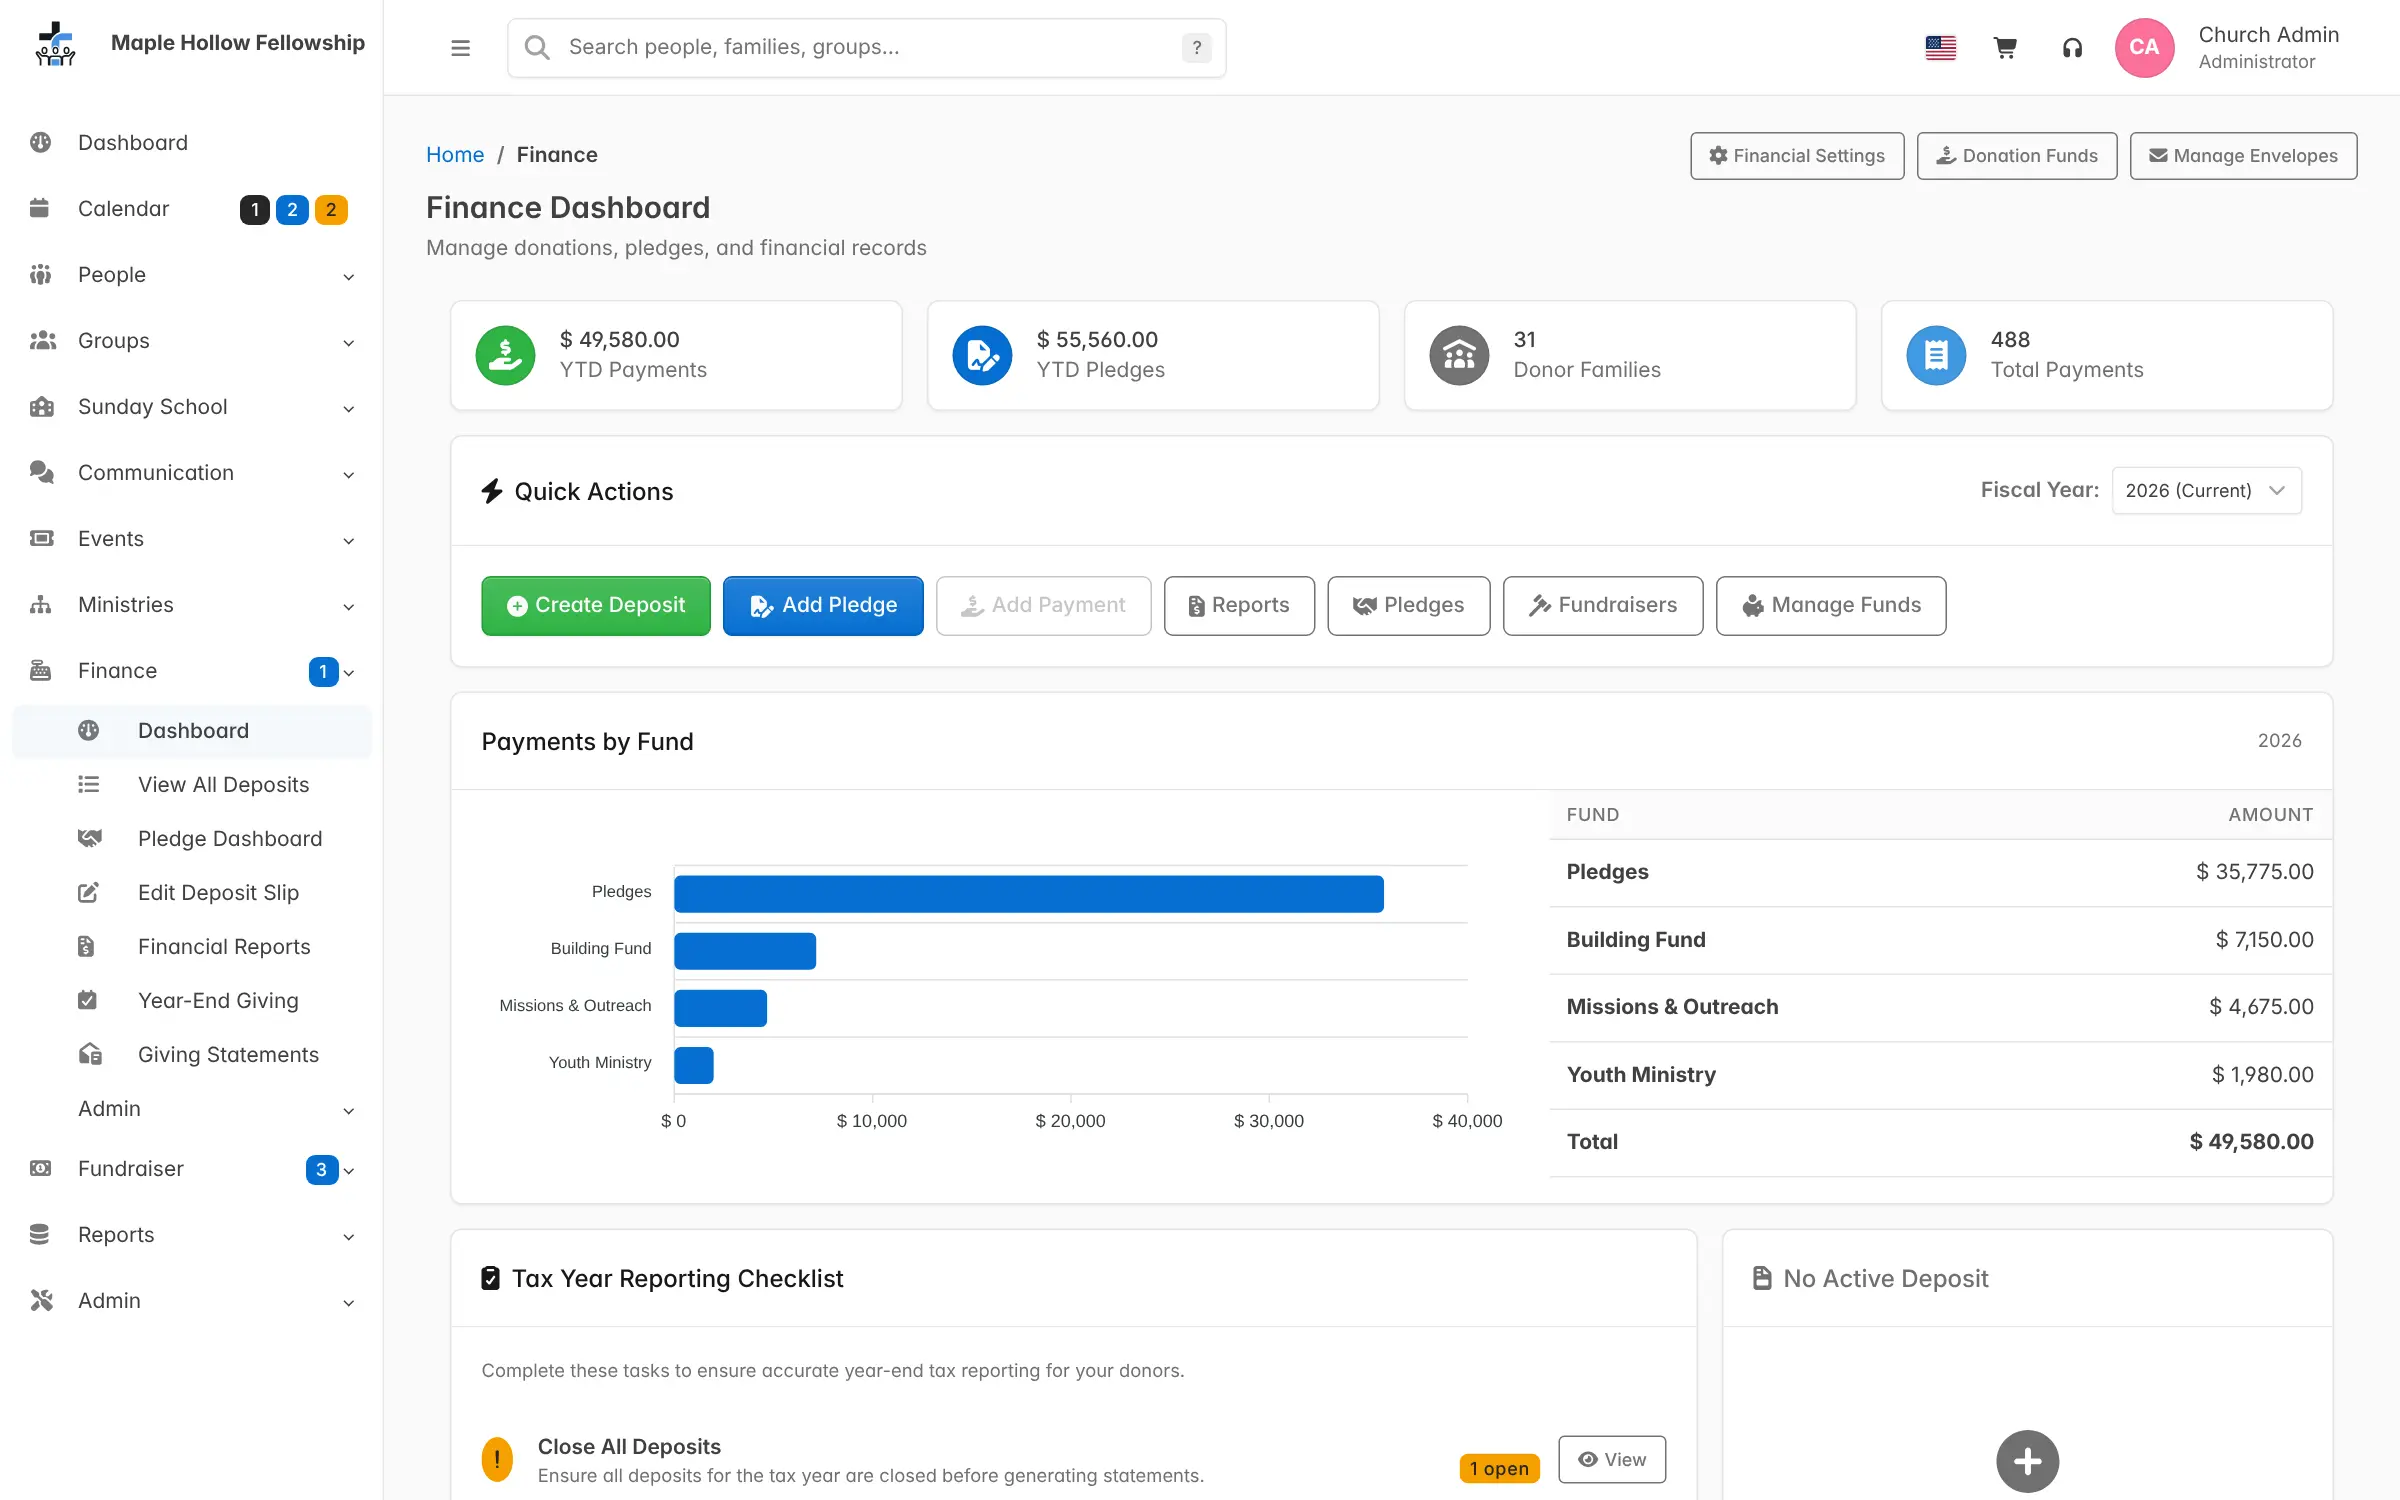 Maple Hollow Fellowship
Search people, families, groups...
?
CA
Church Admin
Administrator
Dashboard
Calendar
1
2
2
People
Groups
Sunday School
Communication
Events
Ministries
Finance
1
Dashboard
View All Deposits
Pledge Dashboard
Edit Deposit Slip
Financial Reports
Year-End Giving
Giving Statements
Admin
Fundraiser
3
Reports
Admin
Home / Finance
Financial Settings
Donation Funds
Manage Envelopes
Finance Dashboard
Manage donations, pledges, and financial records
$ 49,580.00
YTD Payments
$ 55,560.00
YTD Pledges
31
Donor Families
488
Total Payments
Quick Actions
Fiscal Year:
2026 (Current)
Create Deposit
Add Pledge
Add Payment
Reports
Pledges
Fundraisers
Manage Funds
Payments by Fund
2026
Pledges
Building Fund
Missions & Outreach
Youth Ministry
$ 0
$ 10,000
$ 20,000
$ 30,000
$ 40,000
FUND AMOUNT
Pledges $ 35,775.00
Building Fund $ 7,150.00
Missions & Outreach $ 4,675.00
Youth Ministry $ 1,980.00
Total $ 49,580.00
Tax Year Reporting Checklist
Complete these tasks to ensure accurate year-end tax reporting for your donors.
Close All Deposits
Ensure all deposits for the tax year are closed before generating statements.
1 open
View
No Active Deposit